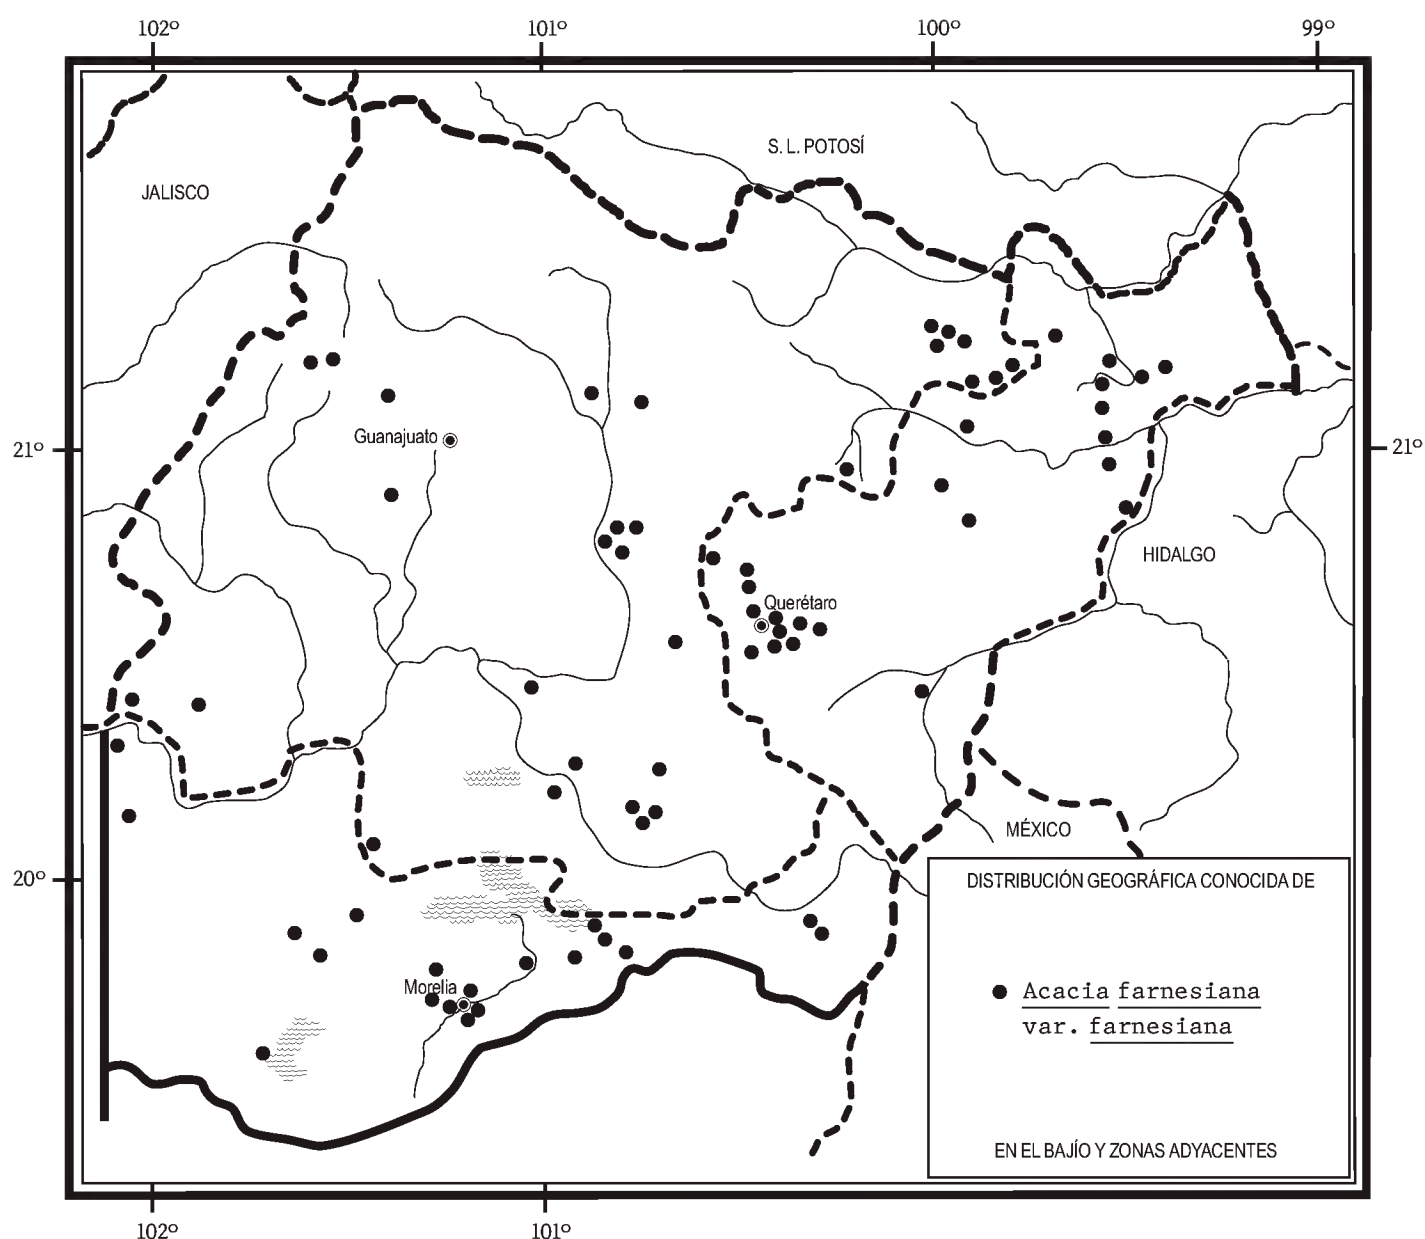 102º 101º 100º 99º
S. L. POTOSÍ
JALISCO
Guanajuato
21º 21º
HIDALGO
Querétaro
MÉXICO
20º
DISTRIBUCIÓN GEOGRÁFICA CONOCIDA DE
Acacia farnesiana
var. farnesiana
Morelia
EN EL BAJÍO Y ZONAS ADYACENTES
102º 101º